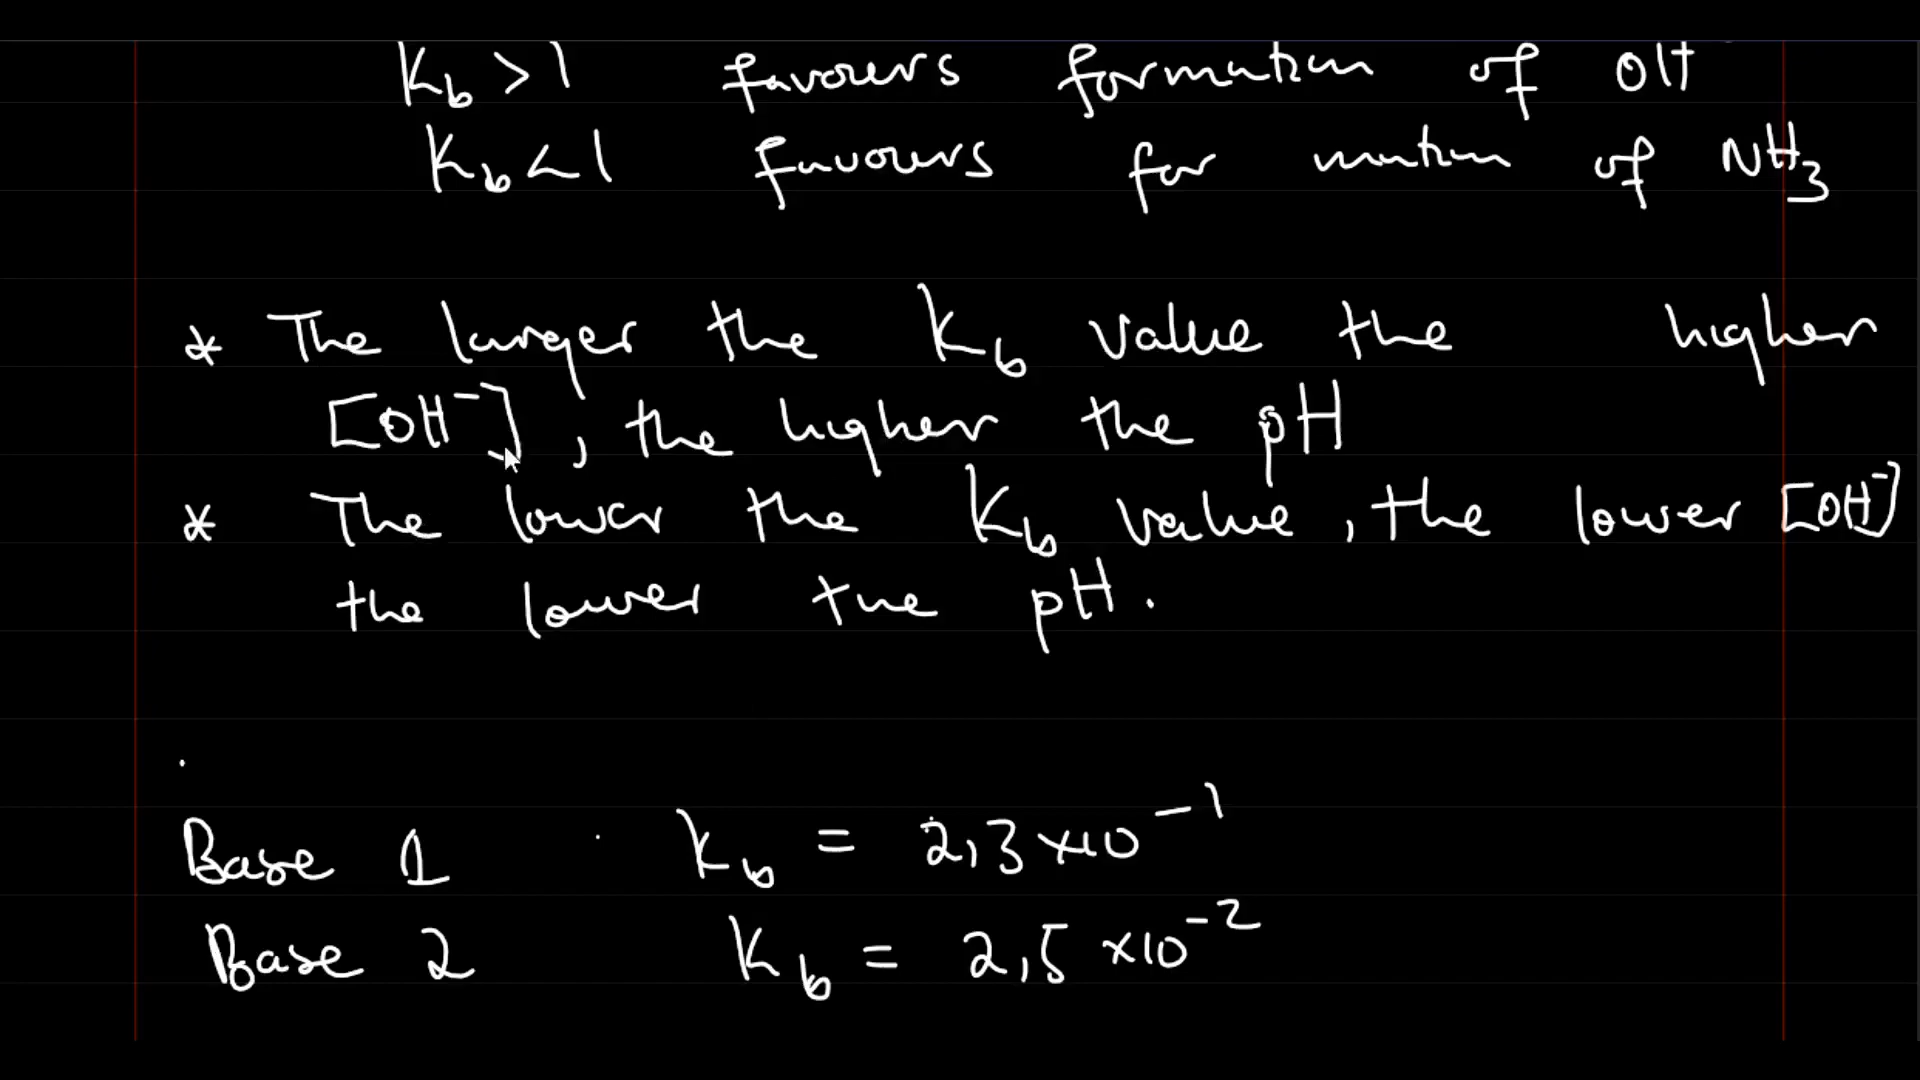 Kb > 1 favours formation of OH
Kb < 1 favours for mation of NH3
* The larger the Kb value the higher
[OH⁻], the higher the pH
* The lower the Kb value, the lower [OH⁻]
the lower the pH.
Base 1 Kb = 2,3 ×10⁻¹
Base 2 Kb = 2,5 ×10⁻²